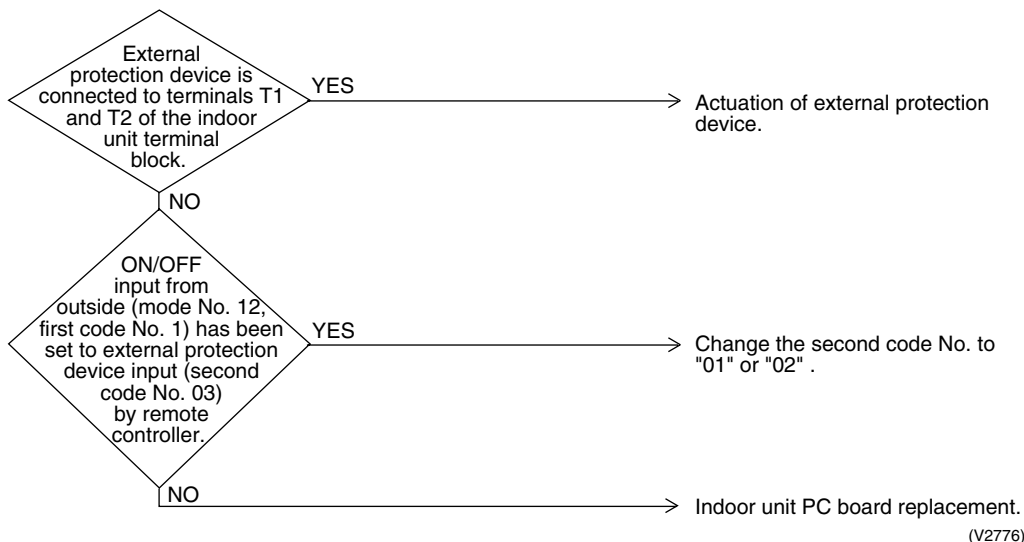 External
protection device is
connected to terminals T1
and T2 of the indoor
unit terminal
block.
YES
Actuation of external protection
device.
NO
ON/OFF
input from
outside (mode No. 12,
first code No. 1) has been
set to external protection
device input (second
code No. 03)
by remote
controller.
YES
Change the second code No. to
"01" or "02" .
NO
Indoor unit PC board replacement.
(V2776)